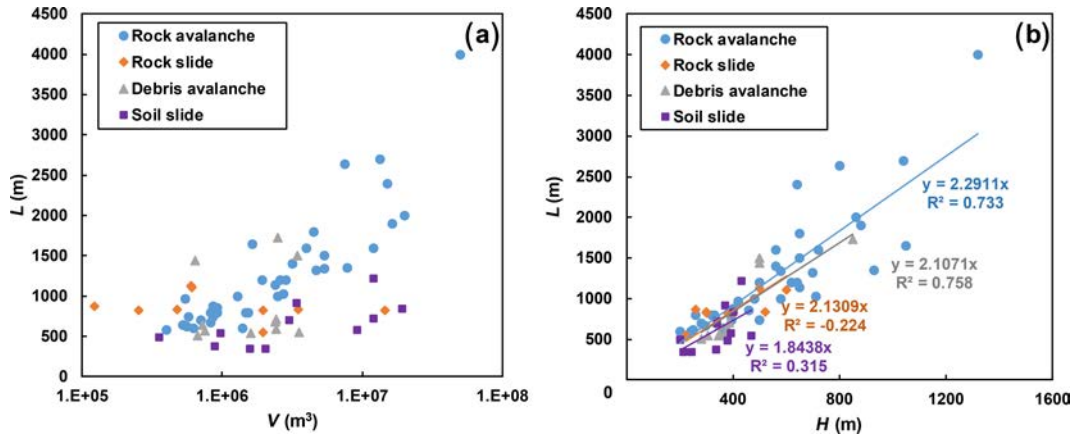 (a)
Rock avalanche
Rock slide
Debris avalanche
Soil slide
4500
4000
3500
3000
2500
2000
1500
1000
500
0
L (m)
1.E+05 1.E+06 1.E+07 1.E+08
V (m³)
(b)
Rock avalanche
Rock slide
Debris avalanche
Soil slide
4500
4000
3500
3000
2500
2000
1500
1000
500
0
L (m)
y = 2.2911x
R² = 0.733
y = 2.1071x
R² = 0.758
y = 2.1309x
R² = -0.224
y = 1.8438x
R² = 0.315
0 400 800 1200 1600
H (m)